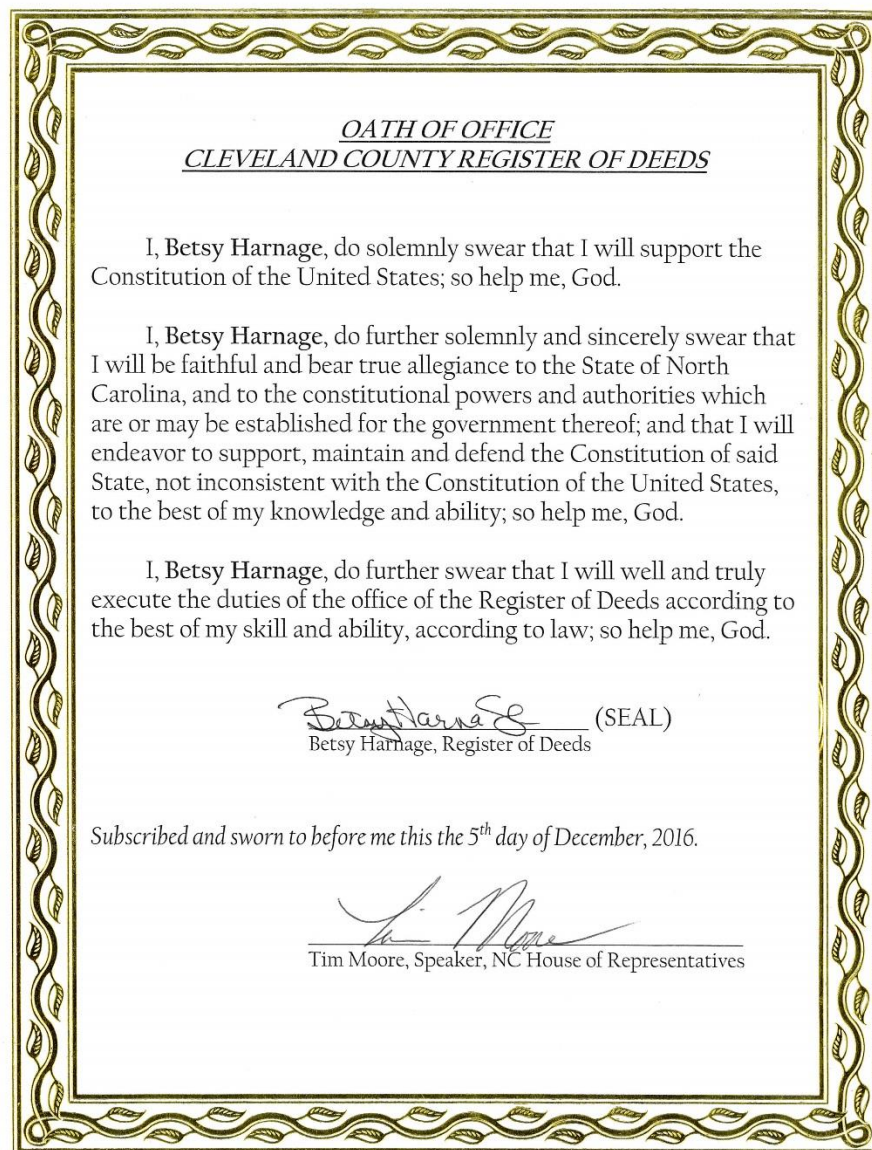 OATH OF OFFICE
CLEVELAND COUNTY REGISTER OF DEEDS
I, Betsy Harnage, do solemnly swear that I will support the
Constitution of the United States; so help me, God.
I, Betsy Harnage, do further solemnly and sincerely swear that
I will be faithful and bear true allegiance to the State of North
Carolina, and to the constitutional powers and authorities which
are or may be established for the government thereof; and that I will
endeavor to support, maintain and defend the Constitution of said
State, not inconsistent with the Constitution of the United States,
to the best of my knowledge and ability; so help me, God.
I, Betsy Harnage, do further swear that I will well and truly
execute the duties of the office of the Register of Deeds according to
the best of my skill and ability, according to law; so help me, God.
Betsy Harnage (SEAL)
Betsy Harnage, Register of Deeds
Subscribed and sworn to before me this the 5th day of December, 2016.
Tim Moore
Tim Moore, Speaker, NC House of Representatives